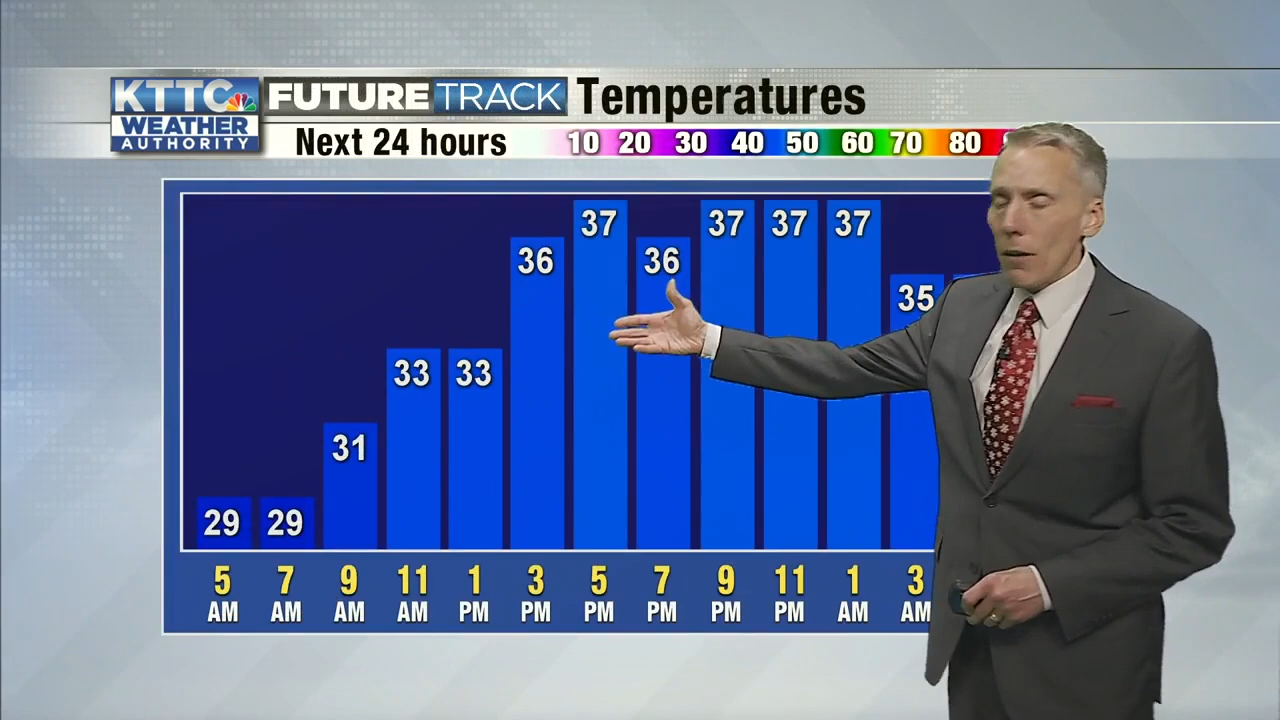 KTTC
WEATHER
AUTHORITY
FUTURE TRACK Temperatures
Next 24 hours
10 20 30 40 50 60 70 80
29 29 31 33 33 36 37 36 37 37 37 35
5 7 9 11 1 3 5 7 9 11 1 3
AM AM AM AM PM PM PM PM PM PM AM AM